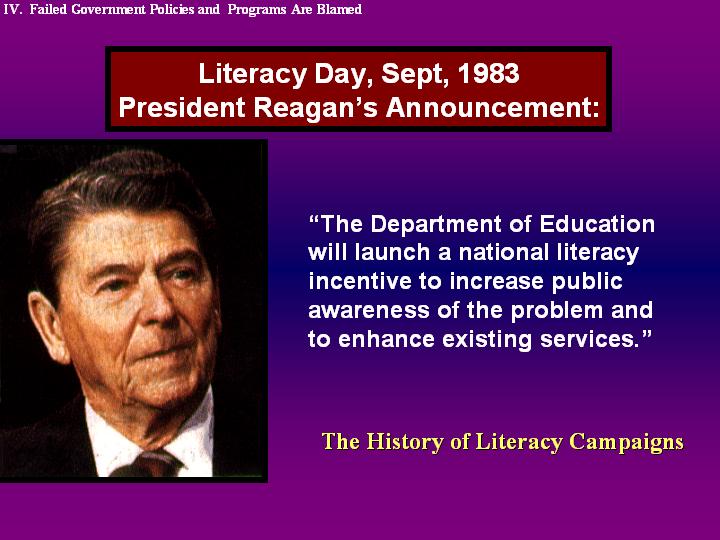 IV.  Failed Government Policies and  Programs Are Blamed
Literacy Day, Sept, 1983
President Reagan’s Announcement:
“The Department of Education
will launch a national literacy
incentive to increase public
awareness of the problem and
to enhance existing services.”
The History of Literacy Campaigns